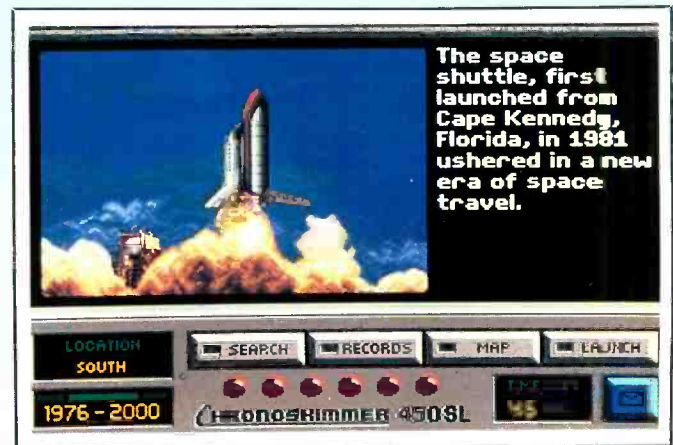 The space
shuttle, first
launched from
Cape Kennedy,
Florida, in 1981
ushered in a new
era of space
travel.
LOCATION
SOUTH
SEARCH
RECORDS
MAP
LAUNCH
1976-2000
CHRONOSKIMMER 450SL
TIME
45